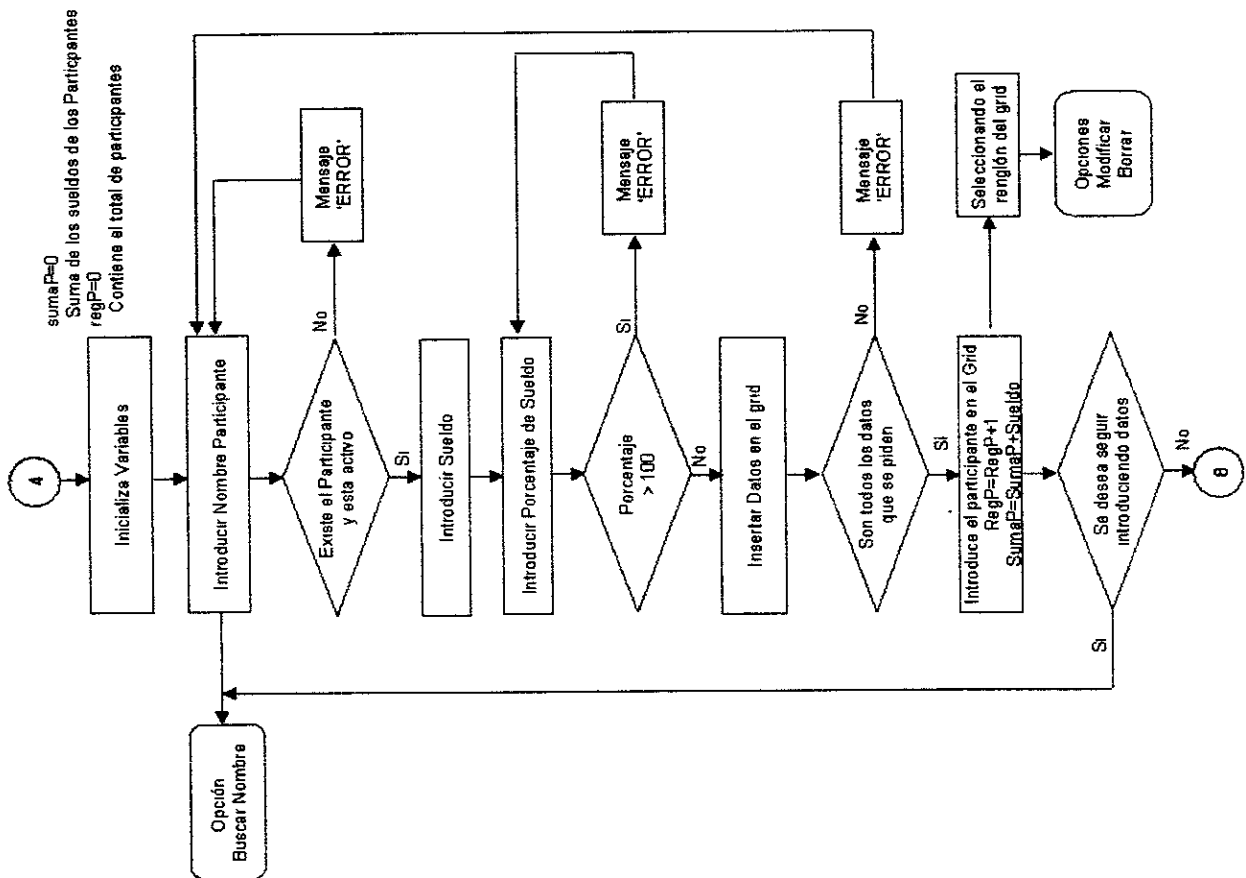 4
sumaP=0
Suma de los sueldos de los Particpantes
regP=0
Contiene el total de participantes
Inicializa Variables
Introducir Nombre Participante
Opción
Buscar Nombre
Existe el Participante
y esta activo
No
Mensaje
'ERROR'
Si
Introducir Sueldo
Introducir Porcentaje de Sueldo
Porcentaje
> 100
Si
Mensaje
'ERROR'
No
Insertar Datos en el grid
Son todos los datos
que se piden
No
Mensaje
'ERROR'
Si
Introduce el participante en el Grid
RegP=RegP+1
SumaP=SumaP+Sueldo
Seleccionando el
renglón del grid
Opciones
Modificar
Borrar
Se desea seguir
introduciendo datos
Si
No
6